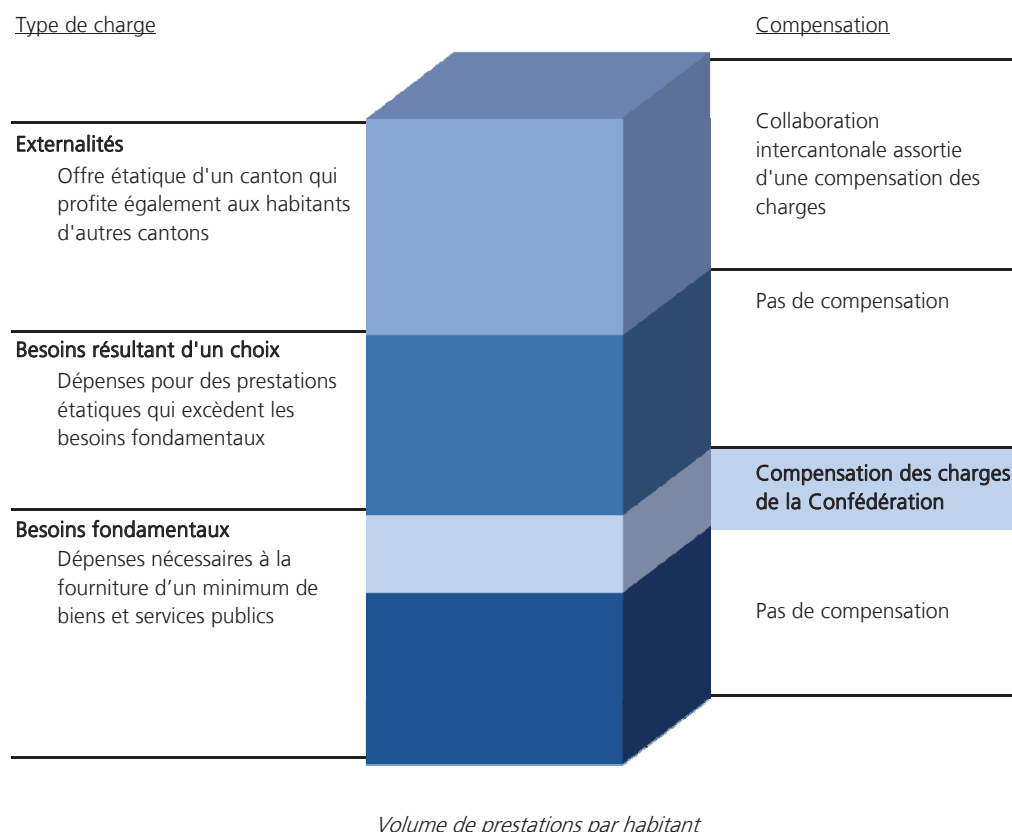 Type de charge
Compensation
Externalités
Offre étatique d'un canton qui
profite également aux habitants
d'autres cantons
Collaboration
intercantonale assortie
d'une compensation des
charges
Besoins résultant d'un choix
Dépenses pour des prestations
étatiques qui excèdent les
besoins fondamentaux
Pas de compensation
Besoins fondamentaux
Dépenses nécessaires à la
fourniture d’un minimum de
biens et services publics
Compensation des charges
de la Confédération
Pas de compensation
Volume de prestations par habitant